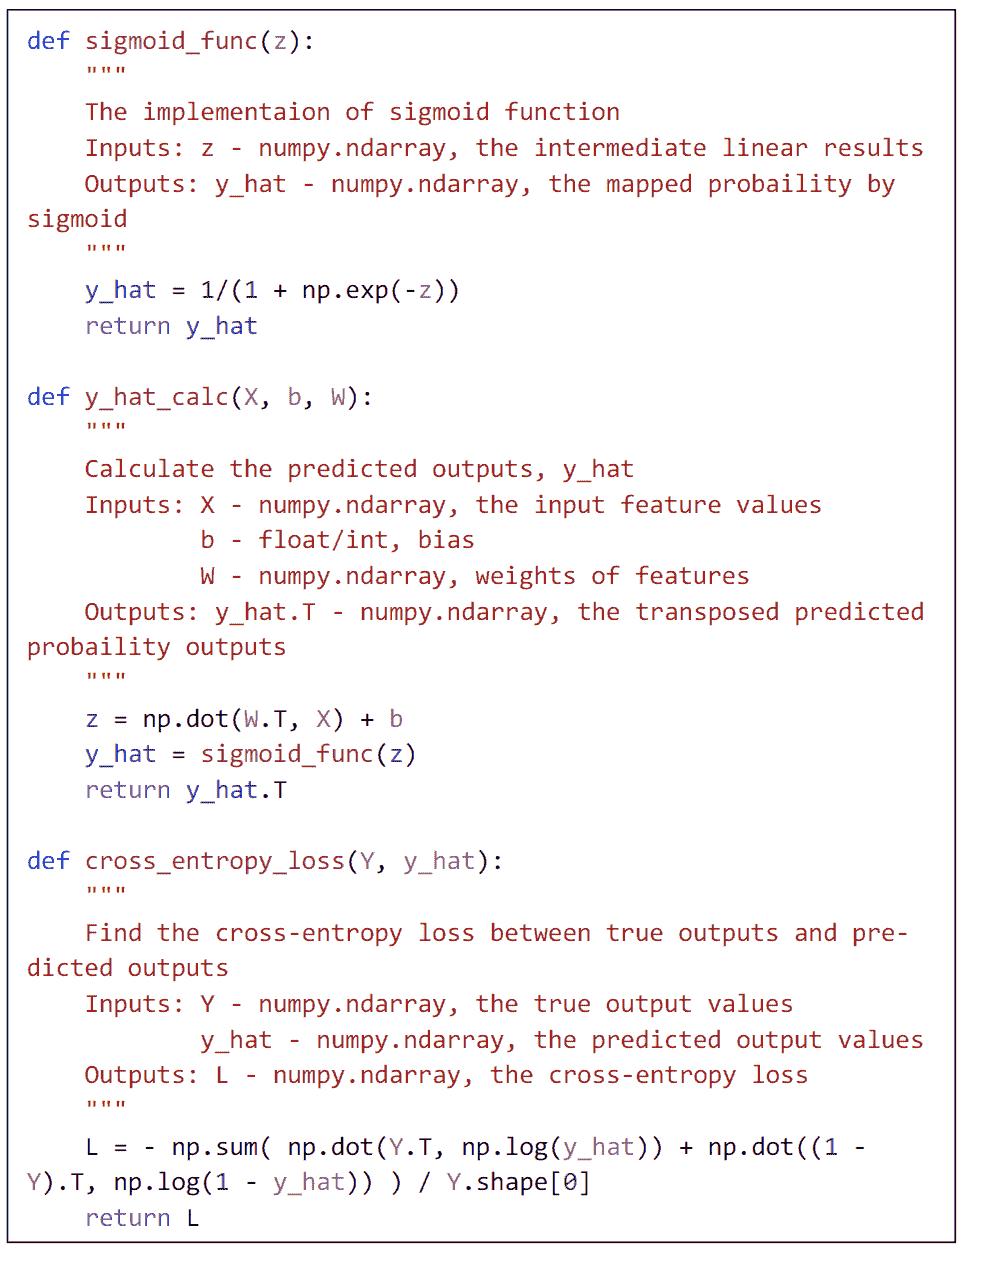 def sigmoid_func(z):
    """
    The implementaion of sigmoid function
    Inputs: z - numpy.ndarray, the intermediate linear results
    Outputs: y_hat - numpy.ndarray, the mapped probaility by
sigmoid
    """
    y_hat = 1/(1 + np.exp(-z))
    return y_hat

def y_hat_calc(X, b, W):
    """
    Calculate the predicted outputs, y_hat
    Inputs: X - numpy.ndarray, the input feature values
            b - float/int, bias
            W - numpy.ndarray, weights of features
    Outputs: y_hat.T - numpy.ndarray, the transposed predicted
probaility outputs
    """
    z = np.dot(W.T, X) + b
    y_hat = sigmoid_func(z)
    return y_hat.T

def cross_entropy_loss(Y, y_hat):
    """
    Find the cross-entropy loss between true outputs and pre-
dicted outputs
    Inputs: Y - numpy.ndarray, the true output values
            y_hat - numpy.ndarray, the predicted output values
    Outputs: L - numpy.ndarray, the cross-entropy loss
    """
    L = - np.sum( np.dot(Y.T, np.log(y_hat)) + np.dot((1 -
Y).T, np.log(1 - y_hat)) ) / Y.shape[0]
    return L